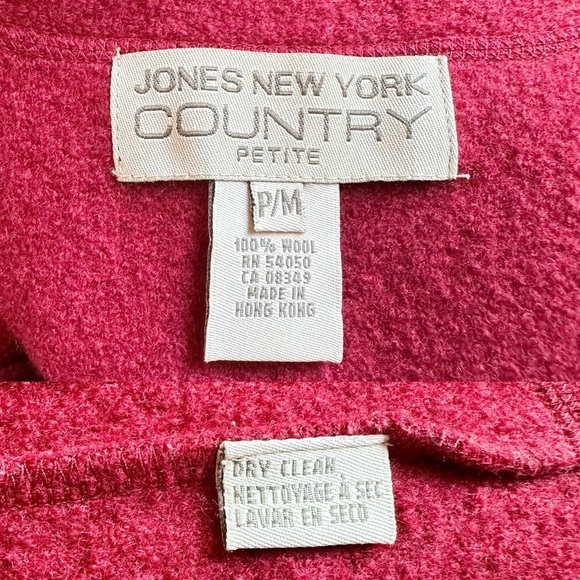 JONES NEW YORK
COUNTRY
PETITE
P/M
100% WOOL
RN 54050
CA 08349
MADE IN
HONG KONG
DRY CLEAN
NETTOYAGE À SEC
LAVAR EN SECO